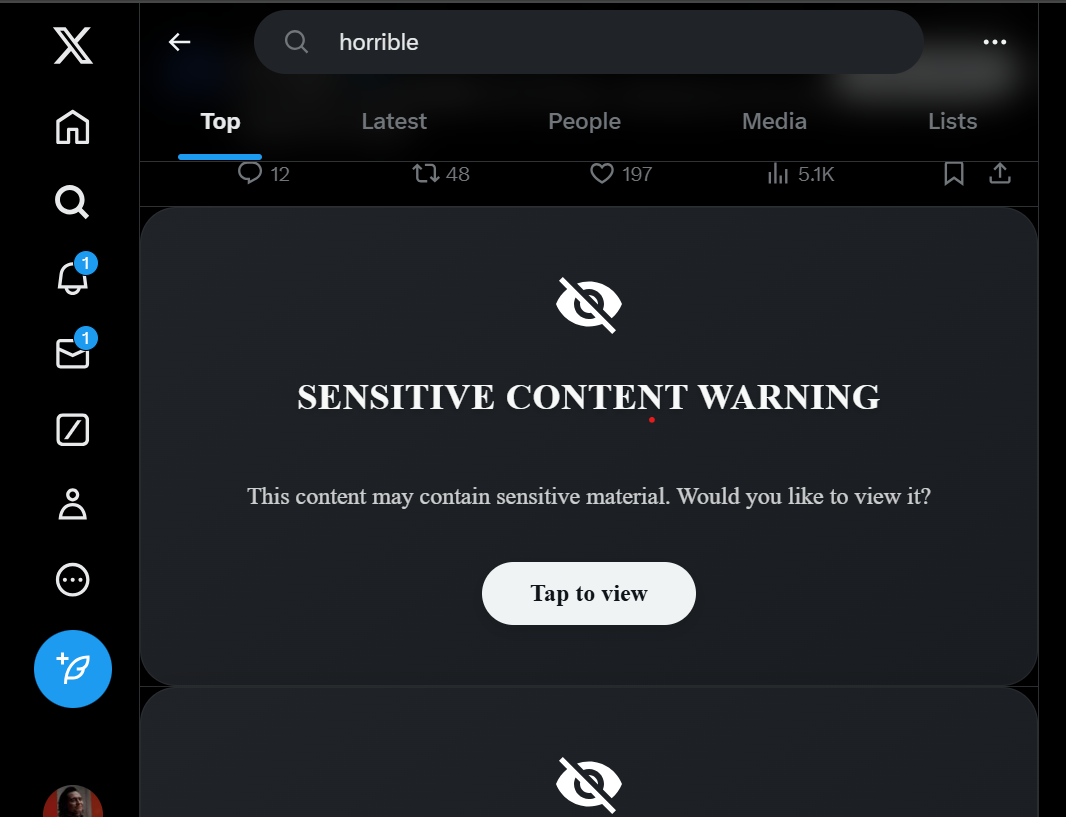 horrible
Top Latest People Media Lists
12 48 197 5.1K
1
1
SENSITIVE CONTENT WARNING
This content may contain sensitive material. Would you like to view it?
Tap to view